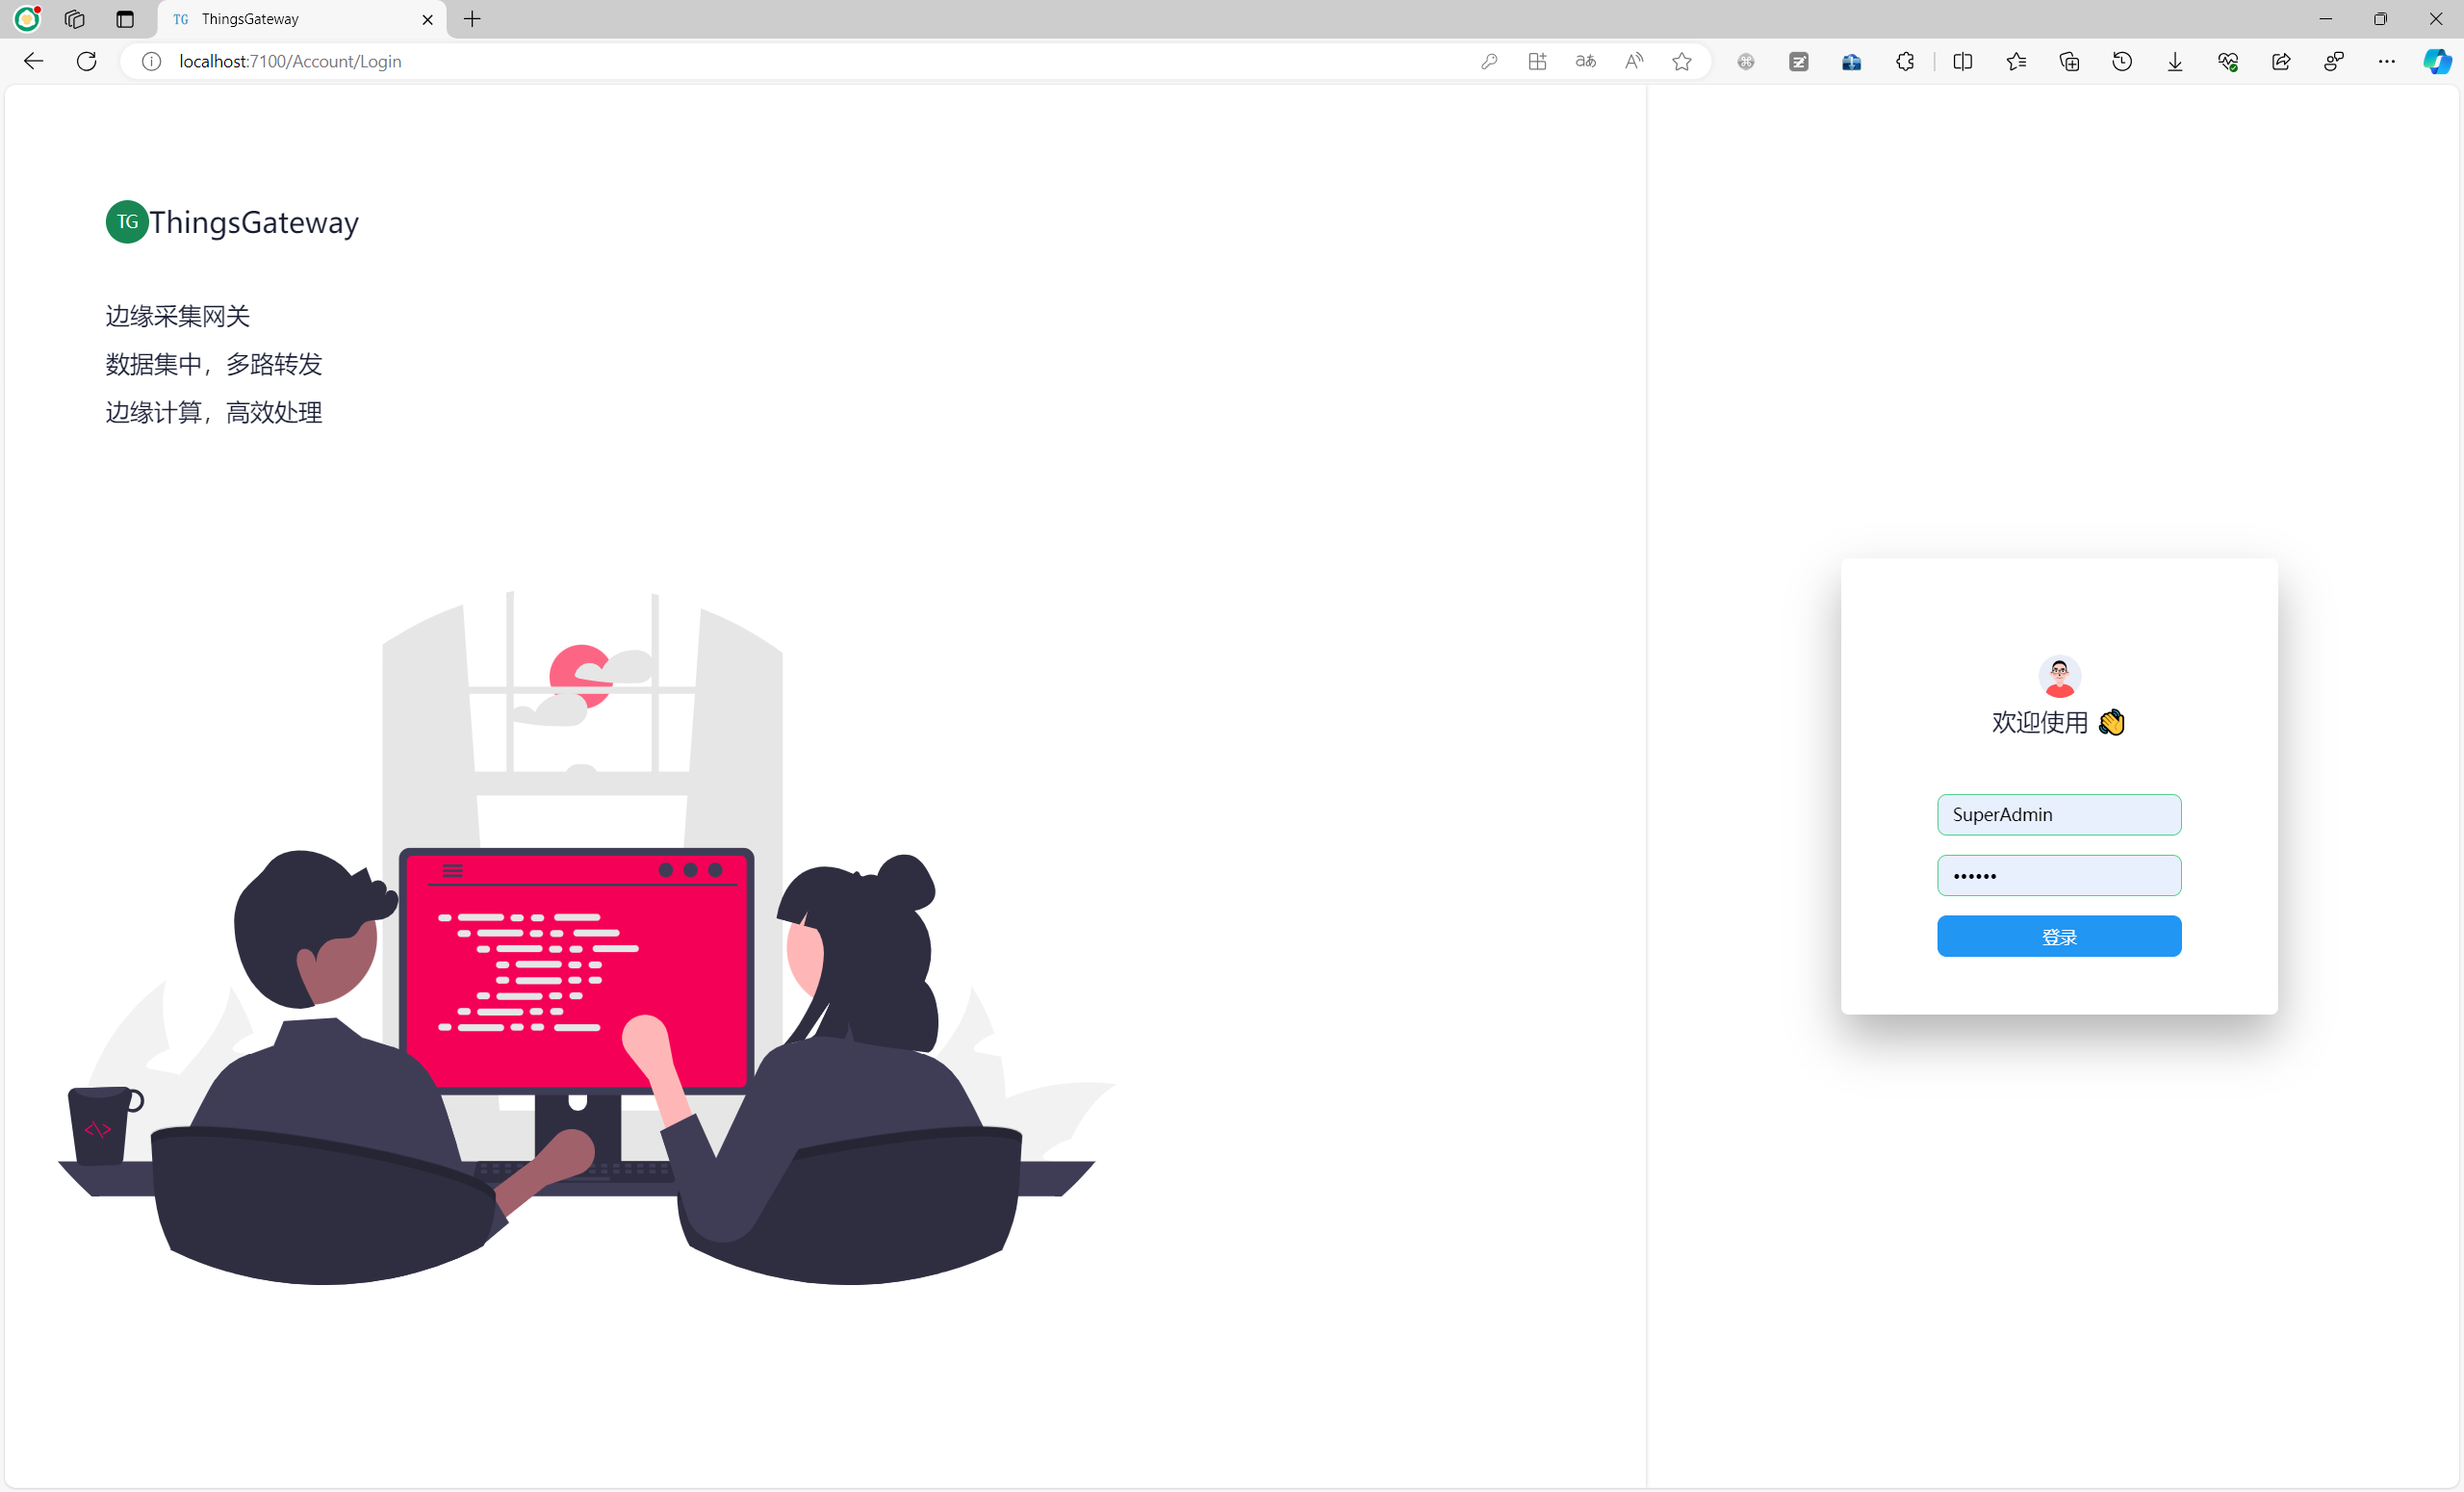 TG ThingsGateway
localhost:7100/Account/Login
TG ThingsGateway
边缘采集网关
数据集中，多路转发
边缘计算，高效处理
欢迎使用 👋
SuperAdmin
••••••
登录